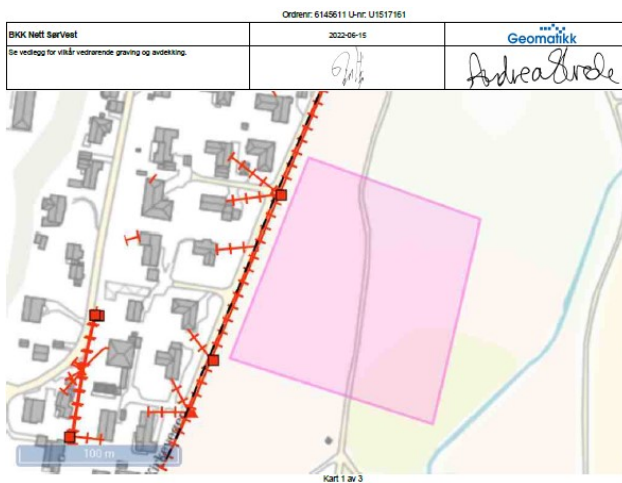 Ordrenr: 6145611 U-nr: U1517161
BKK Nett SørVest
2022-06-15
Geomatikk
Se vedlegg for vilkår vedrørende graving og avdekking.
100 m
Kart 1 av 3